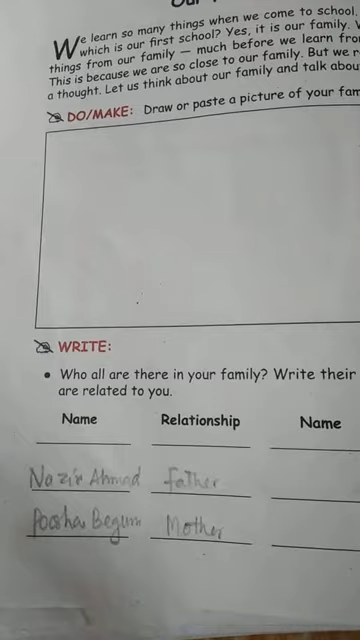 Our
We learn so many things when we come to school.
which is our first school? Yes, it is our family.
things from our family — much before we learn from
This is because we are so close to our family. But we
a thought. Let us think about our family and talk about
DO/MAKE: Draw or paste a picture of your fam
WRITE:
• Who all are there in your family? Write their
are related to you.
Name Relationship Name
Nazir Ahmad Father
Poosha Begum Mother